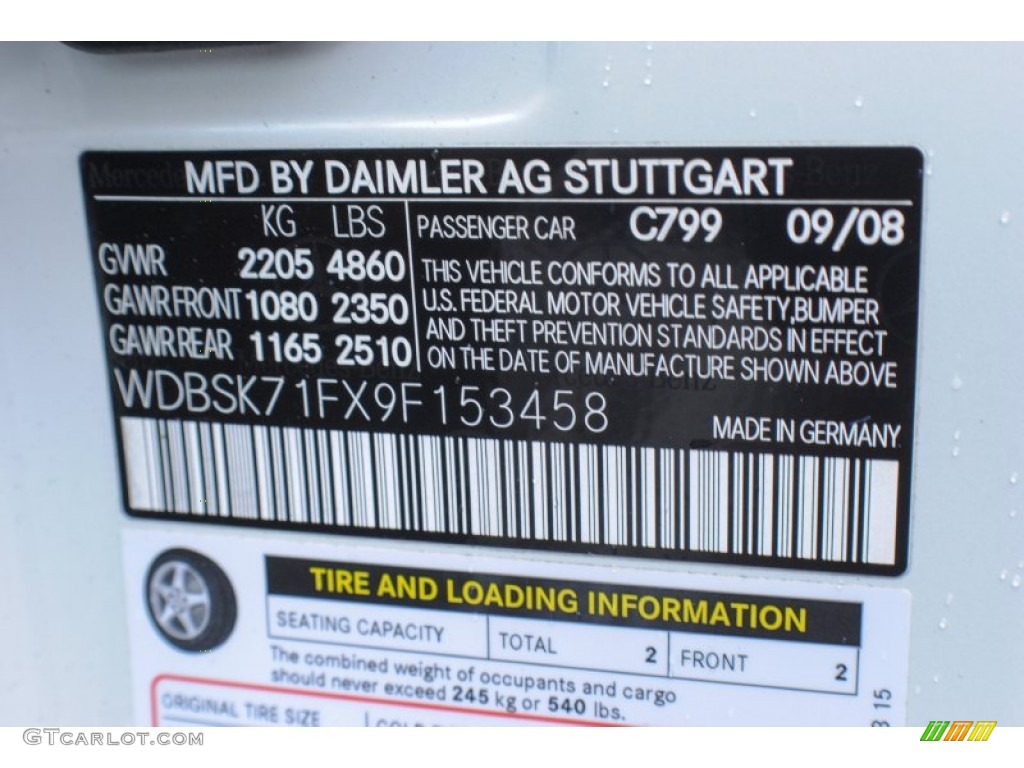 MFD BY DAIMLER AG STUTTGART
KG LBS
GVWR 2205 4860
GAWR FRONT 1080 2350
GAWR REAR 1165 2510
PASSENGER CAR C799 09/08
THIS VEHICLE CONFORMS TO ALL APPLICABLE
U.S. FEDERAL MOTOR VEHICLE SAFETY, BUMPER
AND THEFT PREVENTION STANDARDS IN EFFECT
ON THE DATE OF MANUFACTURE SHOWN ABOVE
WDBSK71FX9F153458
MADE IN GERMANY
TIRE AND LOADING INFORMATION
SEATING CAPACITY TOTAL 2 FRONT 2
The combined weight of occupants and cargo
should never exceed 245 kg or 540 lbs.
ORIGINAL TIRE SIZE
15
GTCarLot.com